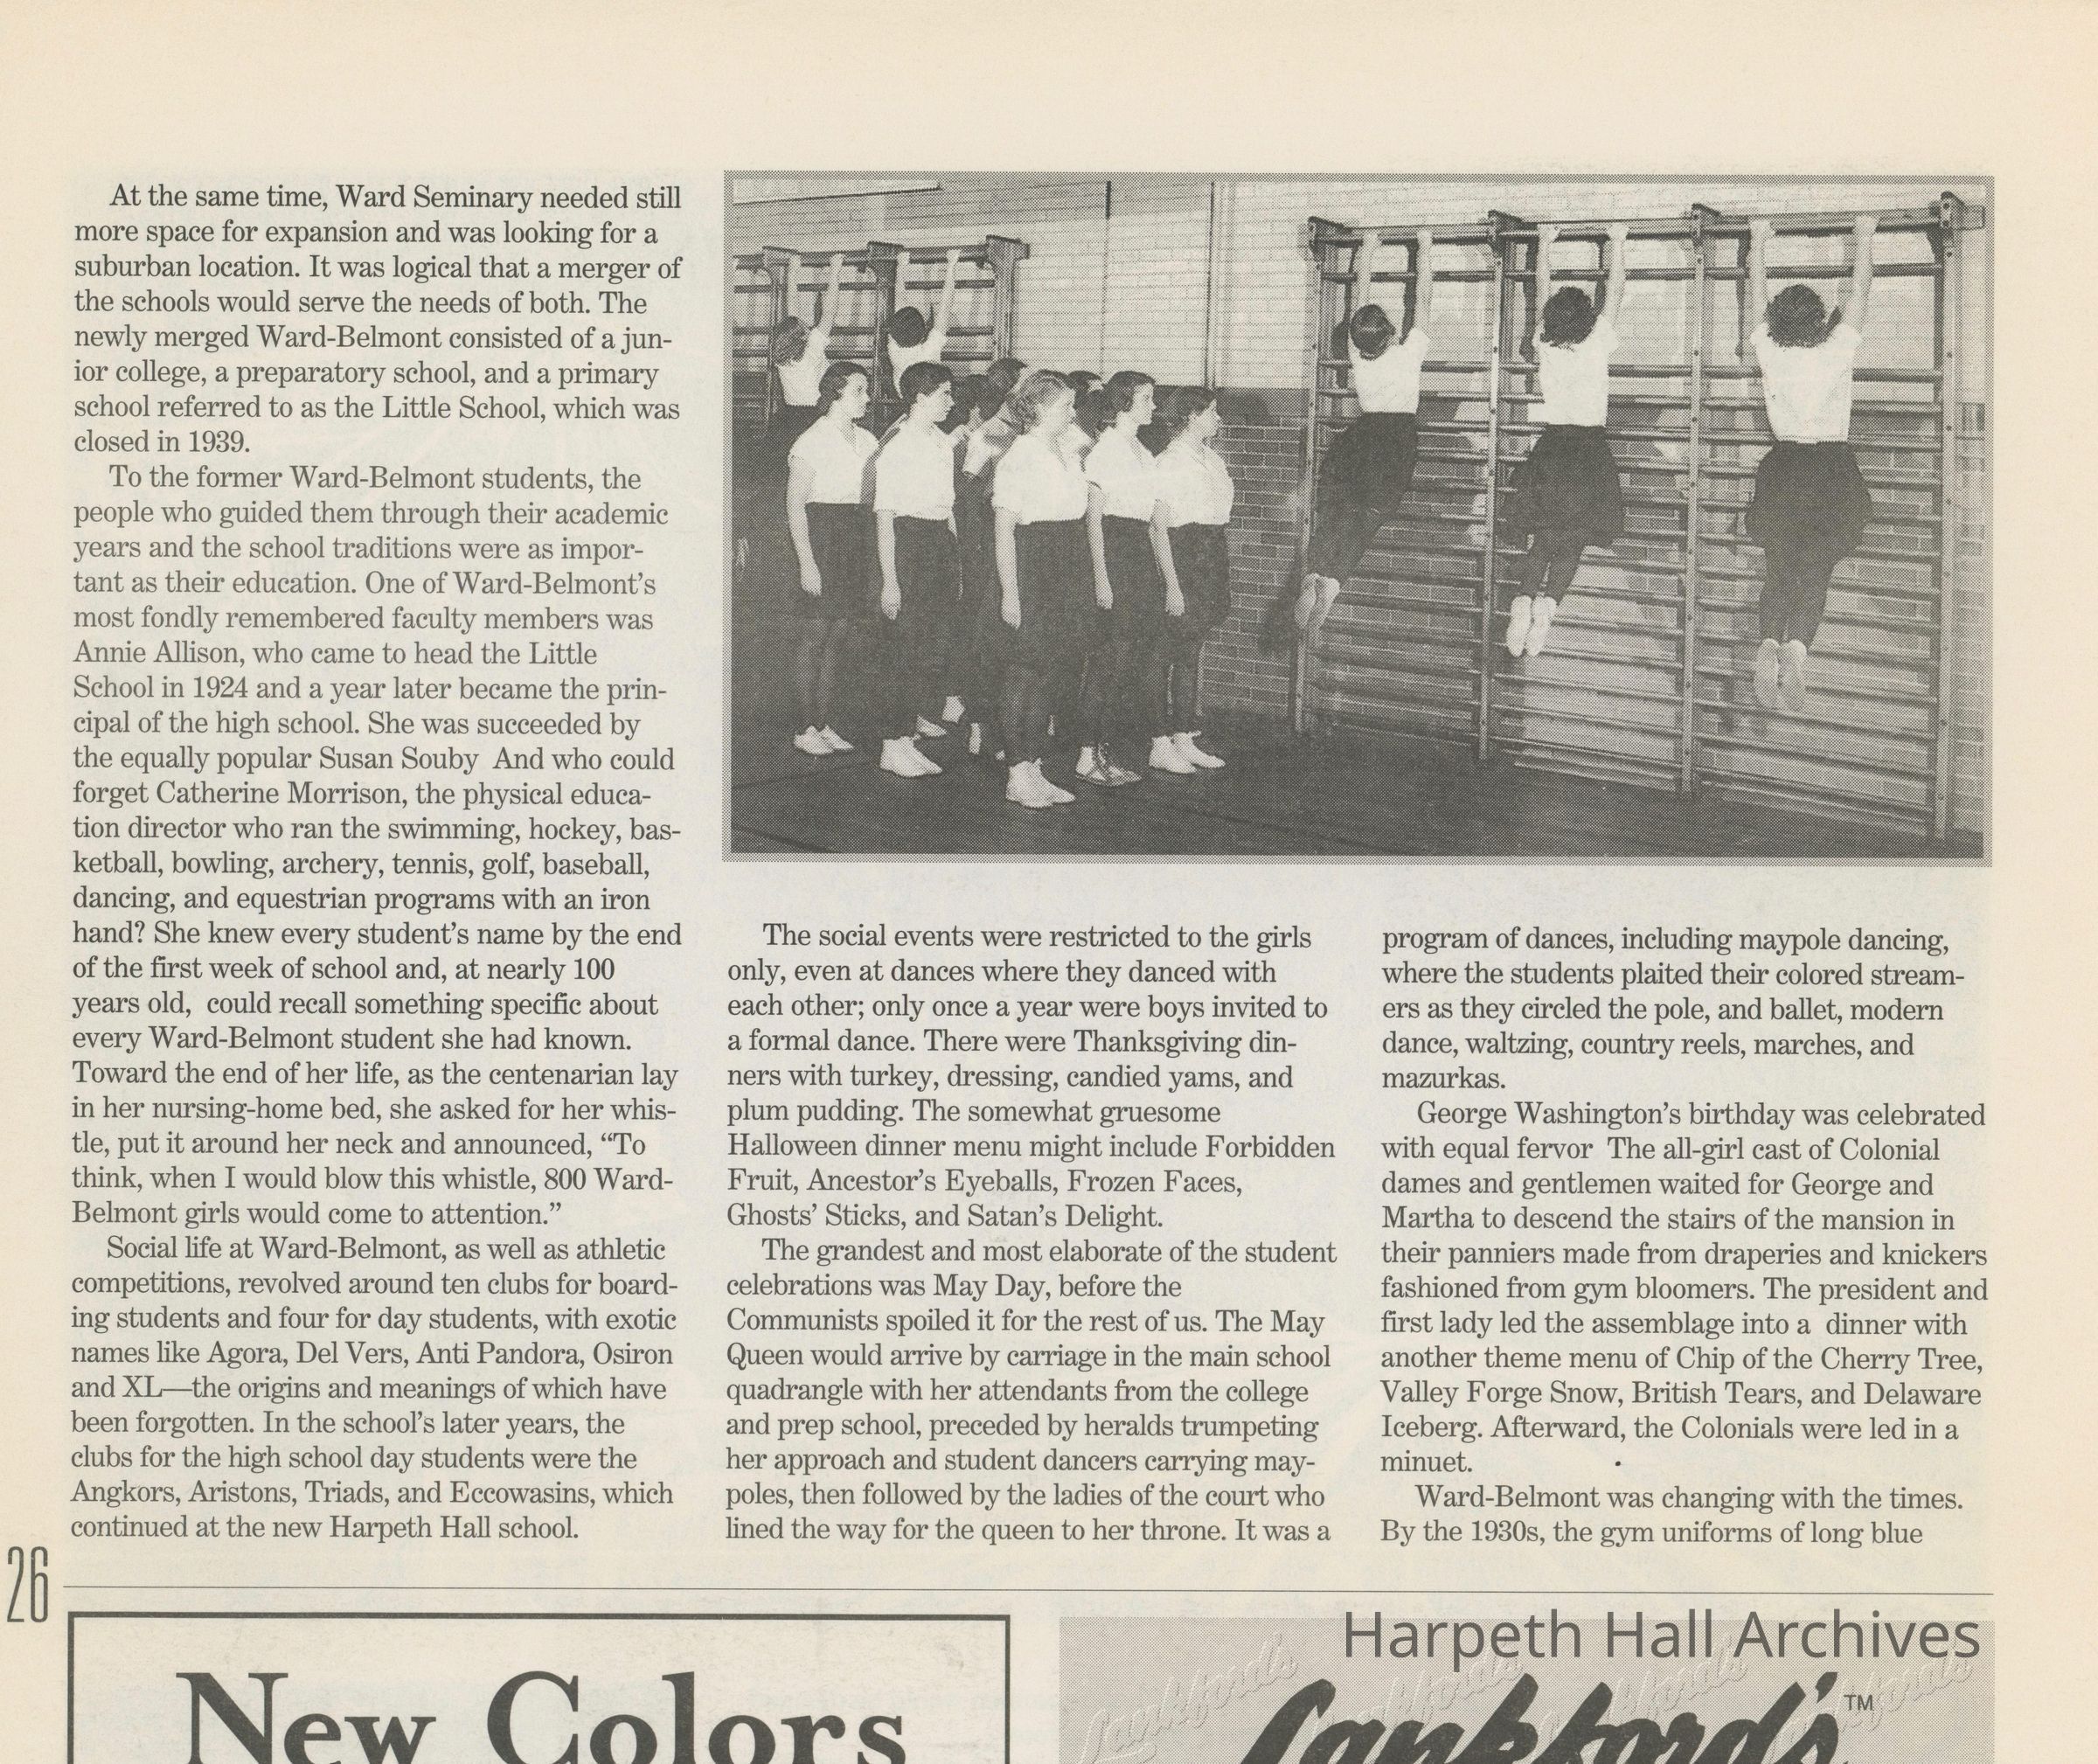 At the same time, Ward Seminary needed still
more space for expansion and was looking for a
suburban location. It was logical that a merger of
the schools would serve the needs of both. The
newly merged Ward-Belmont consisted of a jun-
ior college, a preparatory school, and a primary
school referred to as the Little School, which was
closed in 1939.
To the former Ward-Belmont students, the
people who guided them through their academic
years and the school traditions were as impor-
tant as their education. One of Ward-Belmont's
most fondly remembered faculty members was
Annie Allison, who came to head the Little
School in 1924 and a year later became the prin-
cipal of the high school. She was succeeded by
the equally popular Susan Souby  And who could
forget Catherine Morrison, the physical educa-
tion director who ran the swimming, hockey, bas-
ketball, bowling, archery, tennis, golf, baseball,
dancing, and equestrian programs with an iron
hand? She knew every student's name by the end
of the first week of school and, at nearly 100
years old,  could recall something specific about
every Ward-Belmont student she had known.
Toward the end of her life, as the centenarian lay
in her nursing-home bed, she asked for her whis-
tle, put it around her neck and announced, “To
think, when I would blow this whistle, 800 Ward-
Belmont girls would come to attention.”
Social life at Ward-Belmont, as well as athletic
competitions, revolved around ten clubs for board-
ing students and four for day students, with exotic
names like Agora, Del Vers, Anti Pandora, Osiron
and XL—the origins and meanings of which have
been forgotten. In the school's later years, the
clubs for the high school day students were the
Angkors, Aristons, Triads, and Eccowasins, which
continued at the new Harpeth Hall school.
The social events were restricted to the girls
only, even at dances where they danced with
each other; only once a year were boys invited to
a formal dance. There were Thanksgiving din-
ners with turkey, dressing, candied yams, and
plum pudding. The somewhat gruesome
Halloween dinner menu might include Forbidden
Fruit, Ancestor's Eyeballs, Frozen Faces,
Ghosts' Sticks, and Satan's Delight.
The grandest and most elaborate of the student
celebrations was May Day, before the
Communists spoiled it for the rest of us. The May
Queen would arrive by carriage in the main school
quadrangle with her attendants from the college
and prep school, preceded by heralds trumpeting
her approach and student dancers carrying may-
poles, then followed by the ladies of the court who
lined the way for the queen to her throne. It was a
program of dances, including maypole dancing,
where the students plaited their colored stream-
ers as they circled the pole, and ballet, modern
dance, waltzing, country reels, marches, and
mazurkas.
George Washington's birthday was celebrated
with equal fervor  The all-girl cast of Colonial
dames and gentlemen waited for George and
Martha to descend the stairs of the mansion in
their panniers made from draperies and knickers
fashioned from gym bloomers. The president and
first lady led the assemblage into a  dinner with
another theme menu of Chip of the Cherry Tree,
Valley Forge Snow, British Tears, and Delaware
Iceberg. Afterward, the Colonials were led in a
minuet.
Ward-Belmont was changing with the times.
By the 1930s, the gym uniforms of long blue
26
New Colors
Harpeth Hall Archives
Lankford's™